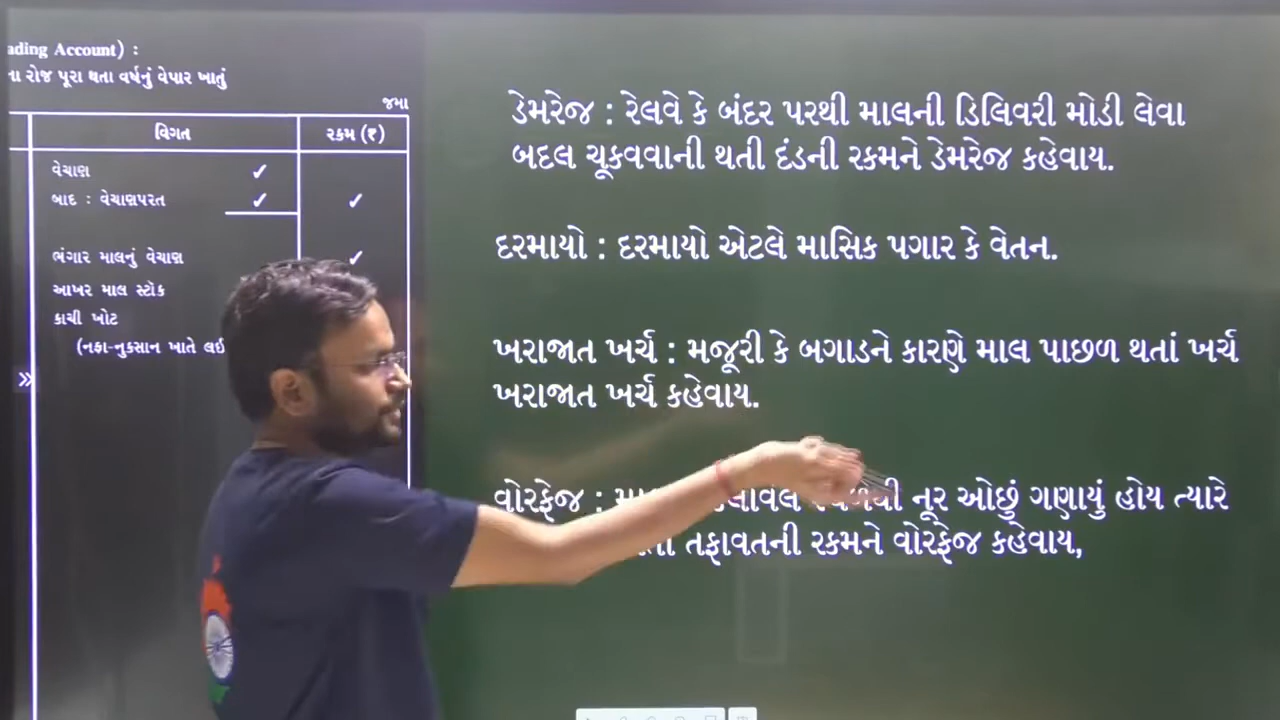 ading Account) :
ના રોજ પૂરા થતા વર્ષનું વેપાર ખાતું
જમા
વિગત
રકમ (₹)
વેચાણ ✓
બાદ : વેચાણપરત ✓ ✓
ભંગાર માલનું વેચાણ ✓
આખર માલ સ્ટૉક
કાચી ખોટ
(નફા-નુકસાન ખાતે લઈ
»
ડેમરેજ : રેલવે કે બંદર પરથી માલની ડિલિવરી મોડી લેવા
બદલ ચૂકવવાની થતી દંડની રકમને ડેમરેજ કહેવાય.
દરમાયો : દરમાયો એટલે માસિક પગાર કે વેતન.
ખરાજાત ખર્ચ : મજૂરી કે બગાડને કારણે માલ પાછળ થતાં ખર્ચ
ખરાજાત ખર્ચ કહેવાય.
વોરફેજ : નૂર ઓછું ગણાયું હોય ત્યારે
તફાવતની રકમને વોરફેજ કહેવાય,